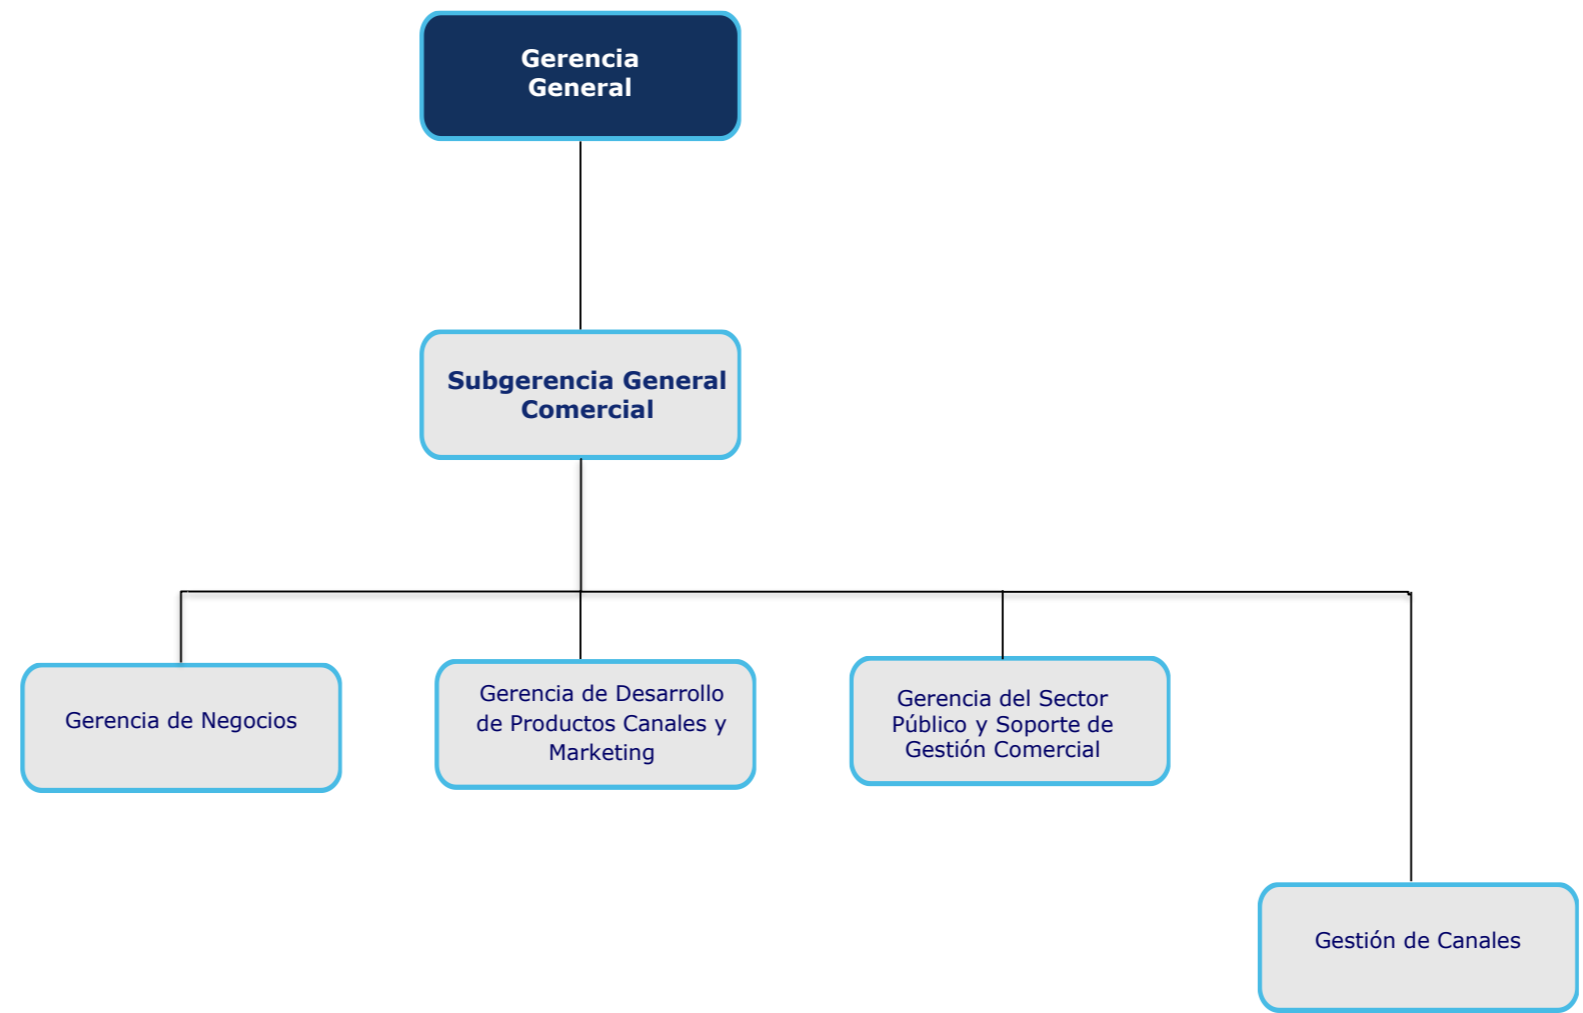 Gerencia
General
Subgerencia General
Comercial
Gerencia de Negocios
Gerencia de Desarrollo
de Productos Canales y
Marketing
Gerencia del Sector
Público y Soporte de
Gestión Comercial
Gestión de Canales